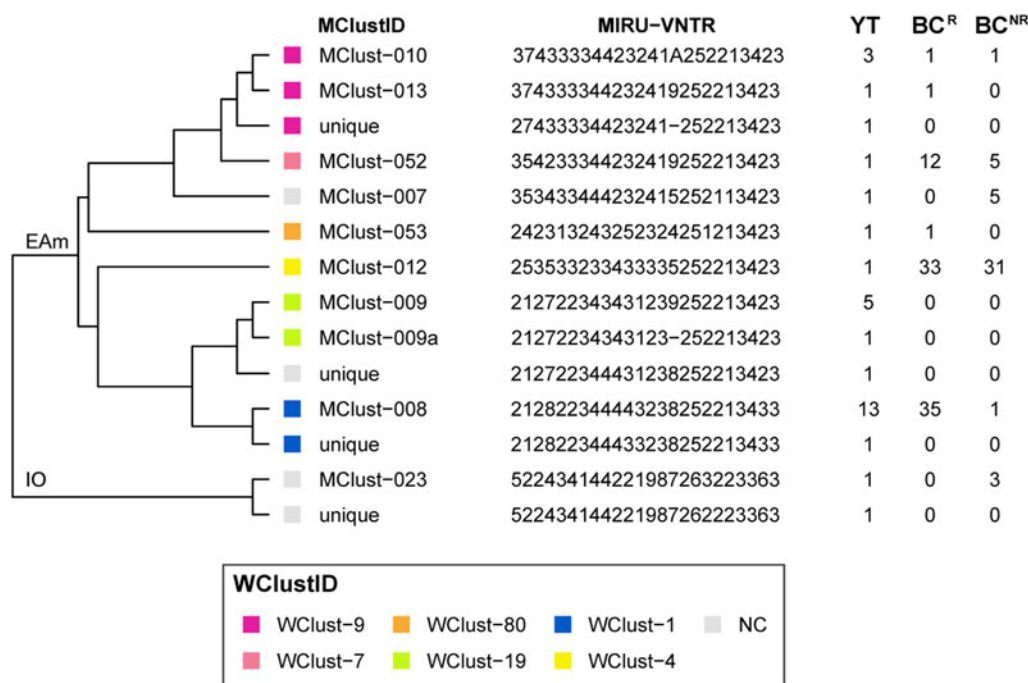 MClustID MIRU−VNTR YT BC^R BC^NR
MClust−010 37433334423241A252213423 3 1 1
MClust−013 374333344232419252213423 1 1 0
unique 27433334423241−252213423 1 0 0
MClust−052 354233344232419252213423 1 12 5
MClust−007 353433444232415252113423 1 0 5
MClust−053 242313243252324251213423 1 1 0
EAm
MClust−012 253533233433335252213423 1 33 31
MClust−009 212722343431239252213423 5 0 0
MClust−009a 21272234343123−252213423 1 0 0
unique 212722344431238252213423 1 0 0
MClust−008 212822344443238252213433 13 35 1
unique 212822344433238252213433 1 0 0
IO MClust−023 522434144221987263223363 1 0 3
unique 522434144221987262223363 1 0 0
WClustID
WClust−9 WClust−80 WClust−1 NC
WClust−7 WClust−19 WClust−4